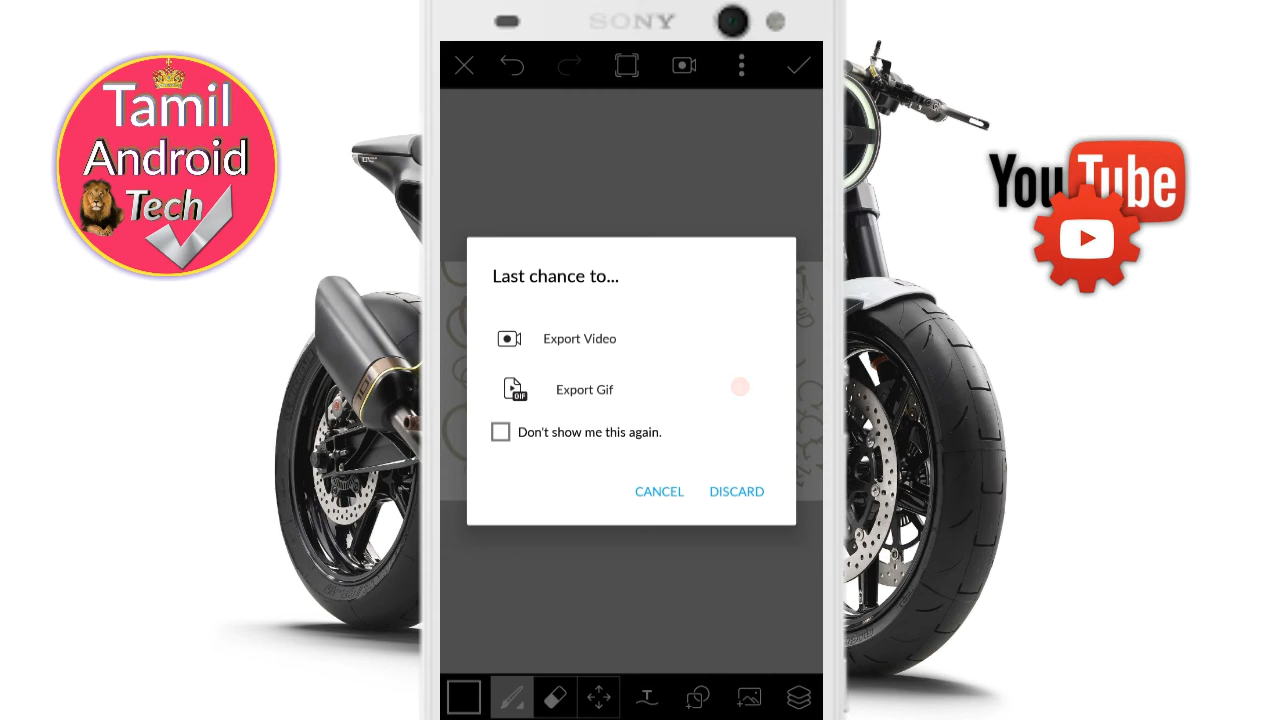 SONY
Tamil
Android
Tech
YouTube
Last chance to...
Export Video
GIF
Export Gif
Don't show me this again.
CANCEL
DISCARD
T